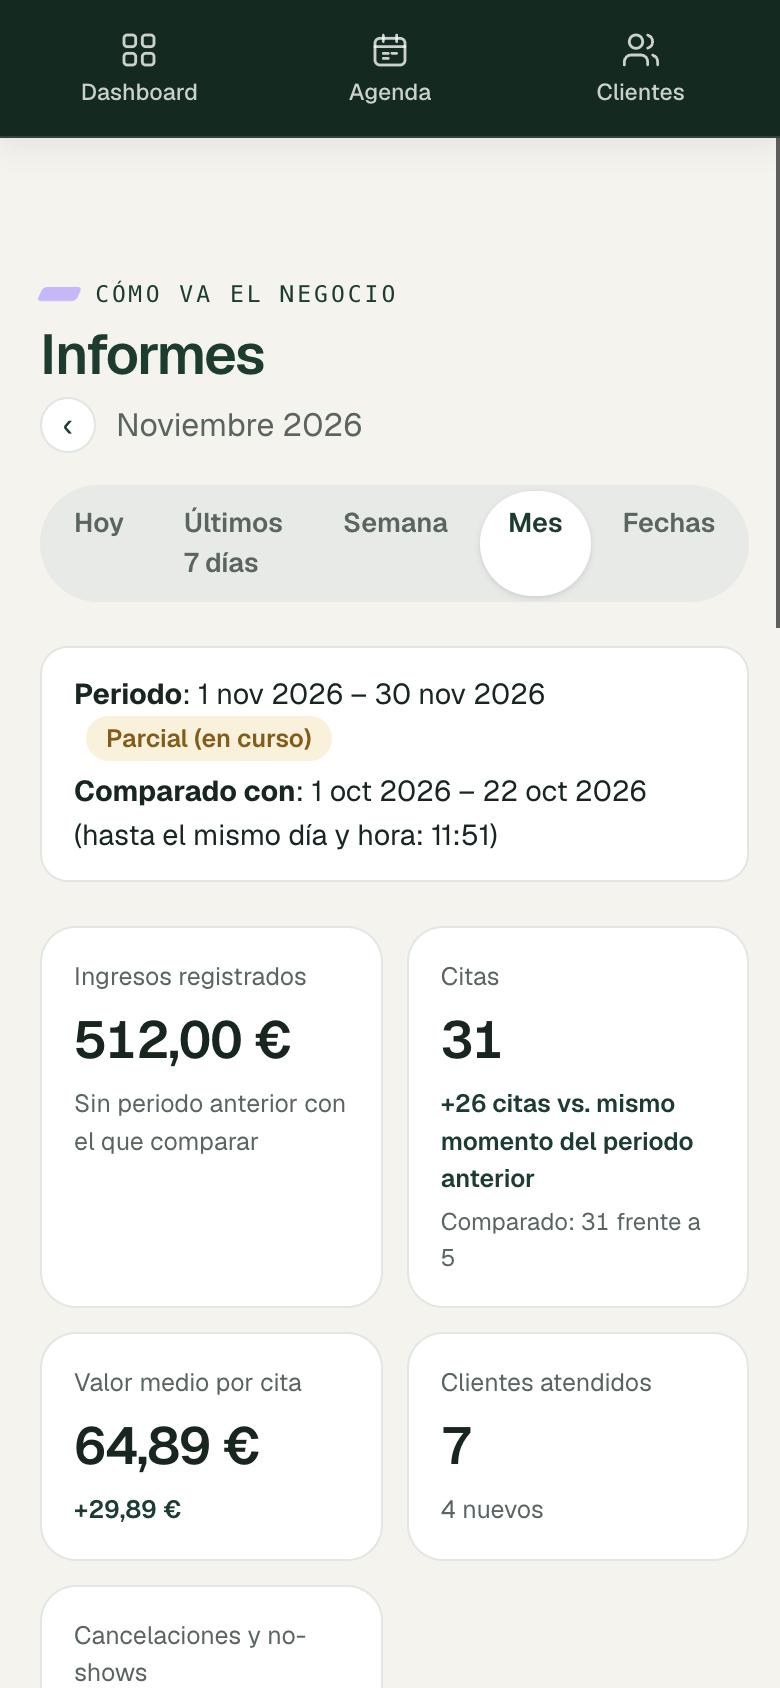 Dashboard
Agenda
Clientes
CÓMO VA EL NEGOCIO
Informes
‹ Noviembre 2026
Hoy
Últimos
7 días
Semana
Mes
Fechas
Periodo: 1 nov 2026 – 30 nov 2026
Parcial (en curso)
Comparado con: 1 oct 2026 – 22 oct 2026
(hasta el mismo día y hora: 11:51)
Ingresos registrados
512,00 €
Sin periodo anterior con
el que comparar
Citas
31
+26 citas vs. mismo
momento del periodo
anterior
Comparado: 31 frente a
5
Valor medio por cita
64,89 €
+29,89 €
Clientes atendidos
7
4 nuevos
Cancelaciones y no-
shows